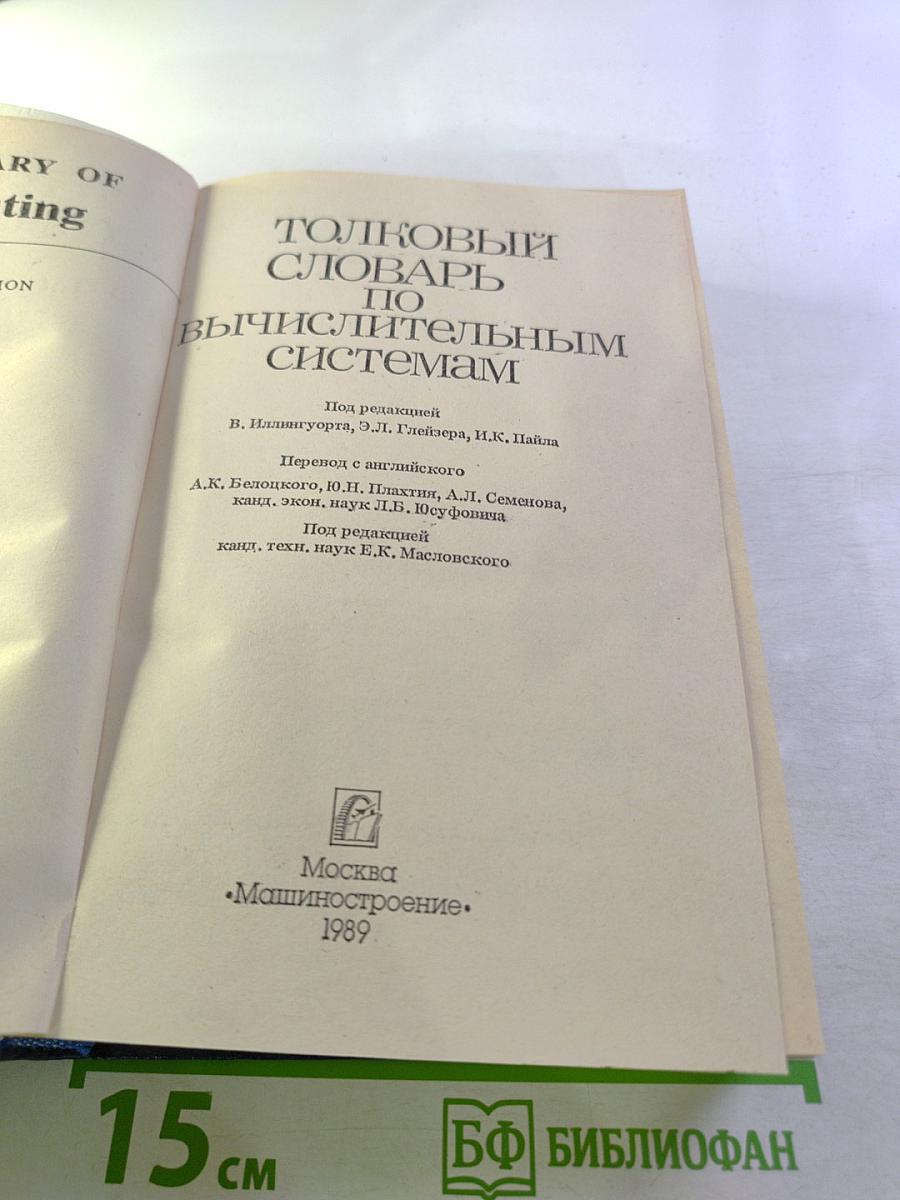 ARY OF
ting
ION
ТОЛКОВЫЙ
СЛОВАРЬ
ПО
ВЫЧИСЛИТЕЛЬНЫМ
СИСТЕМАМ
Под редакцией
В. Иллингуорта, Э.Л. Глейзера, И.К. Пайла
Перевод с английского
А.К. Белоцкого, Ю.Н. Плахтия, А.Л. Семенова,
канд. экон. наук Л.Б. Юсуфовича
Под редакцией
канд. техн. наук Е.К. Масловского
Москва
•Машиностроение•
1989
15 см
БФ БИБЛИОФАН